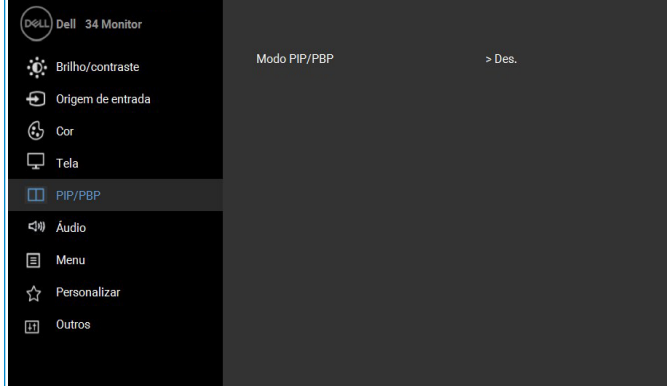 DELL Dell 34 Monitor
Brilho/contraste
Modo PIP/PBP > Des.
Origem de entrada
Cor
Tela
PIP/PBP
Áudio
Menu
Personalizar
Outros